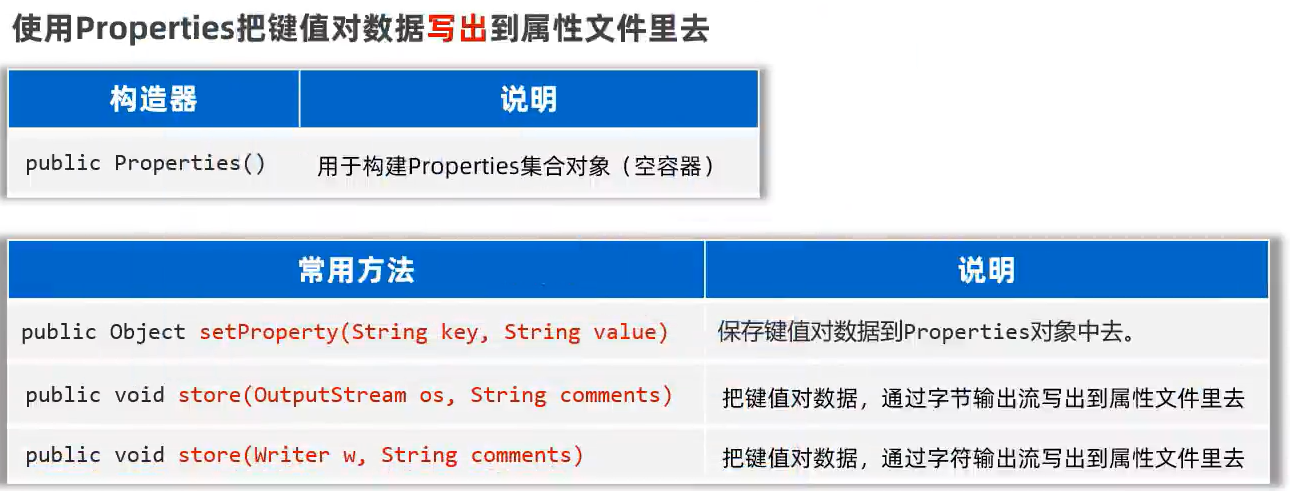 使用Properties把键值对数据写出到属性文件里去
构造器 说明
public Properties() 用于构建Properties集合对象（空容器）
常用方法 说明
public Object setProperty(String key, String value) 保存键值对数据到Properties对象中去。
public void store(OutputStream os, String comments) 把键值对数据，通过字节输出流写出到属性文件里去
public void store(Writer w, String comments) 把键值对数据，通过字符输出流写出到属性文件里去